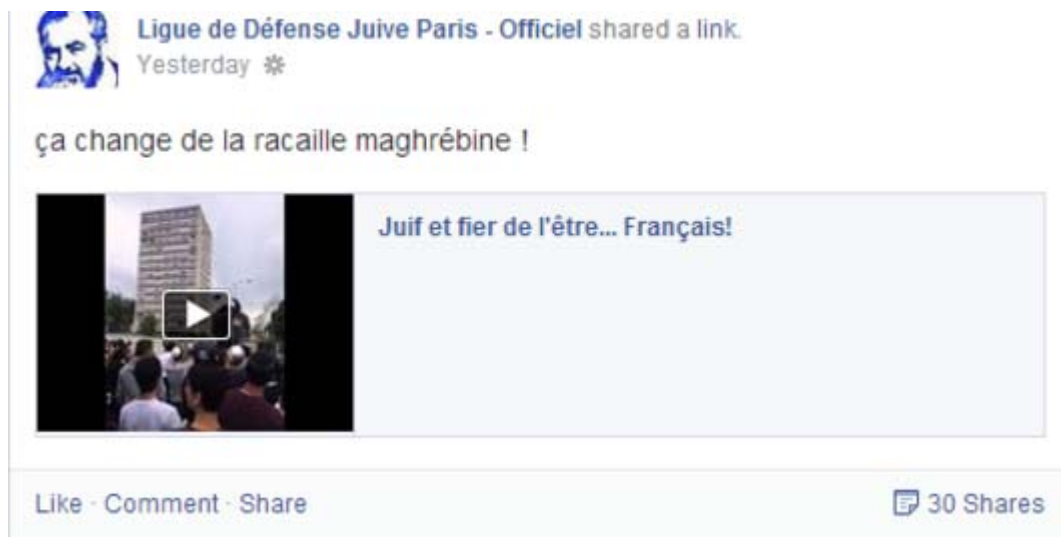 Ligue de Défense Juive Paris - Officiel shared a link.
Yesterday
ça change de la racaille maghrébine !
Juif et fier de l'être... Français!
Like · Comment · Share
30 Shares